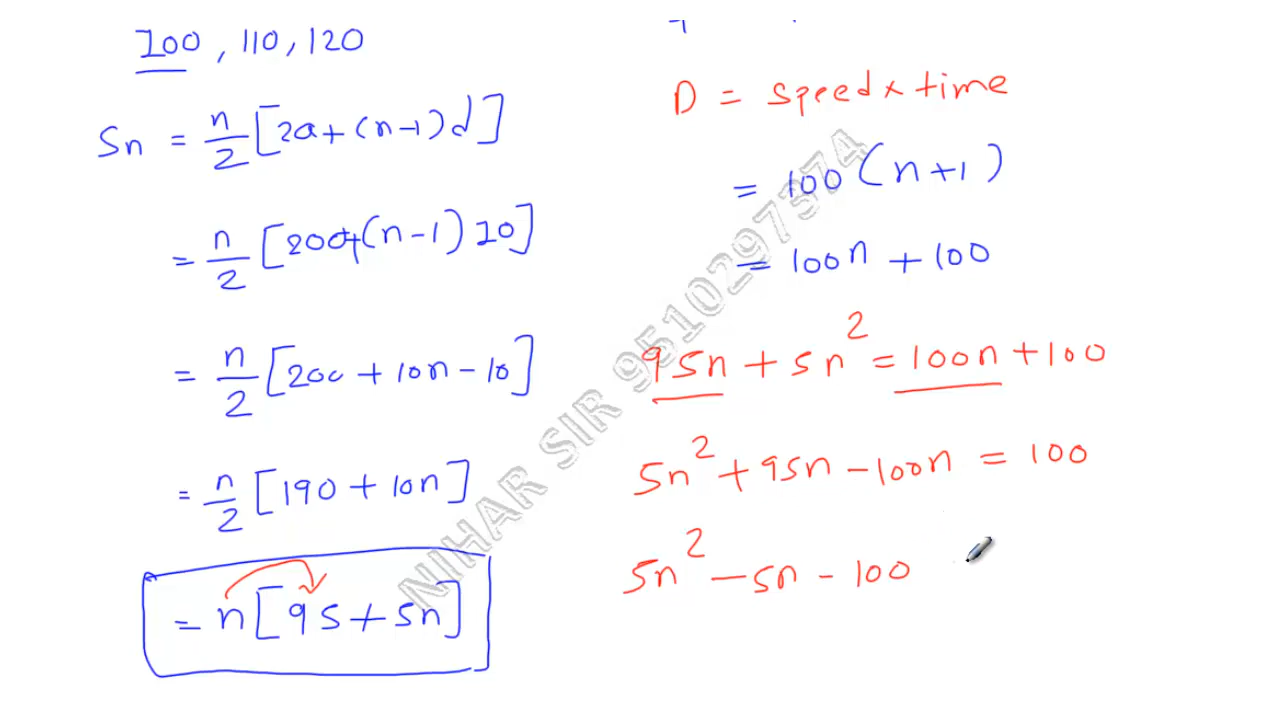 100, 110, 120
Sn = n/2 [2a + (n-1)d]
= n/2 [200+(n-1)10]
= n/2 [200 + 10n - 10]
= n/2 [190 + 10n]
= n[95 + 5n]
D = speed × time
= 100(n+1)
= 100n + 100
95n + 5n² = 100n + 100
5n² + 95n - 100n = 100
5n² - 5n - 100
NIHAR SIR 9510297374